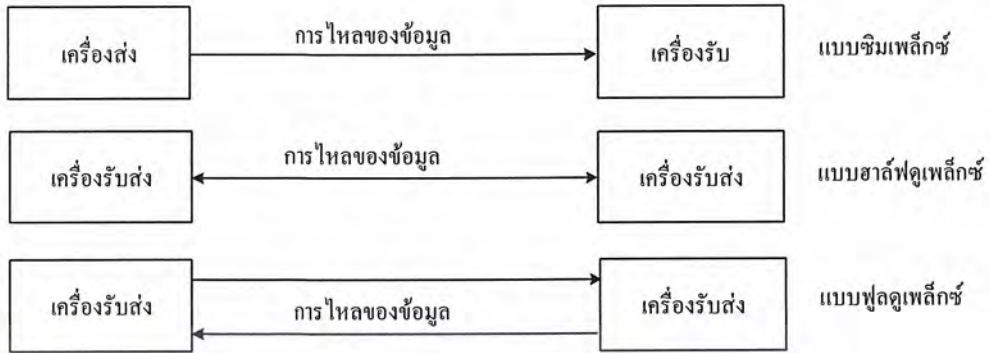 เครื่องส่ง การไหลของข้อมูล เครื่องรับ แบบซิมเพล็กซ์
เครื่องรับส่ง การไหลของข้อมูล เครื่องรับส่ง แบบฮาล์ฟดูเพล็กซ์
เครื่องรับส่ง การไหลของข้อมูล เครื่องรับส่ง แบบฟูลดูเพล็กซ์